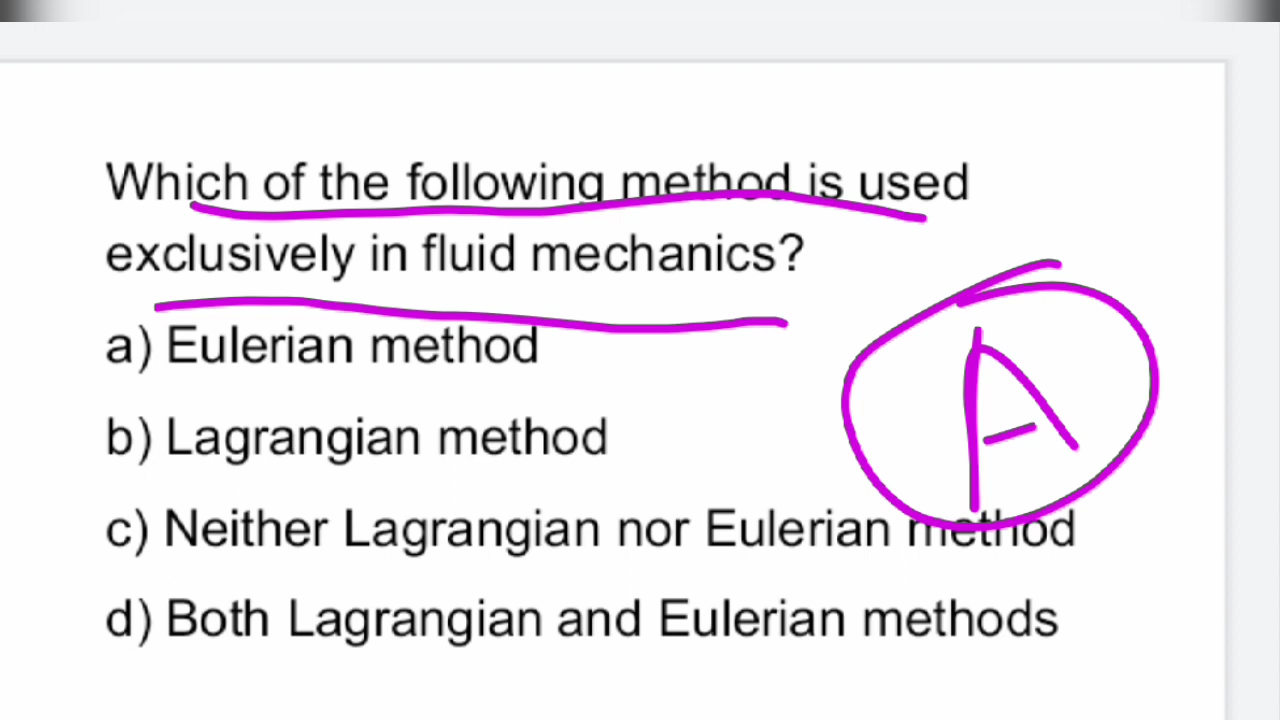 Which of the following method is used
exclusively in fluid mechanics?
a) Eulerian method
b) Lagrangian method
A
c) Neither Lagrangian nor Eulerian method
d) Both Lagrangian and Eulerian methods